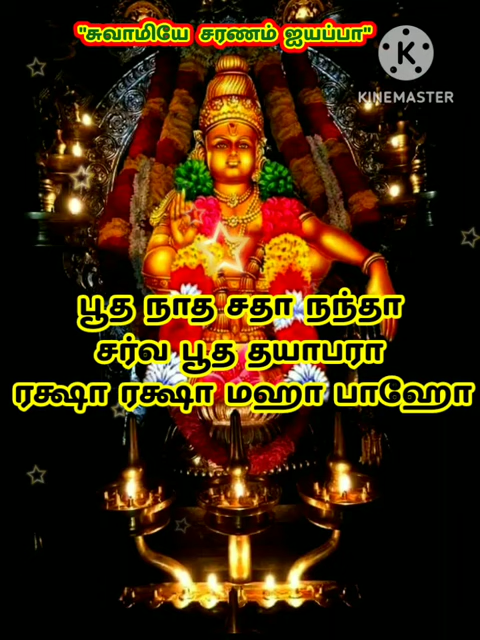 "சுவாமியே சரணம் ஐயப்பா"
KINEMASTER
பூத நாத சதா நந்தா
சர்வ பூத தயாபரா
ரக்ஷா ரக்ஷா மஹா பாஹோ